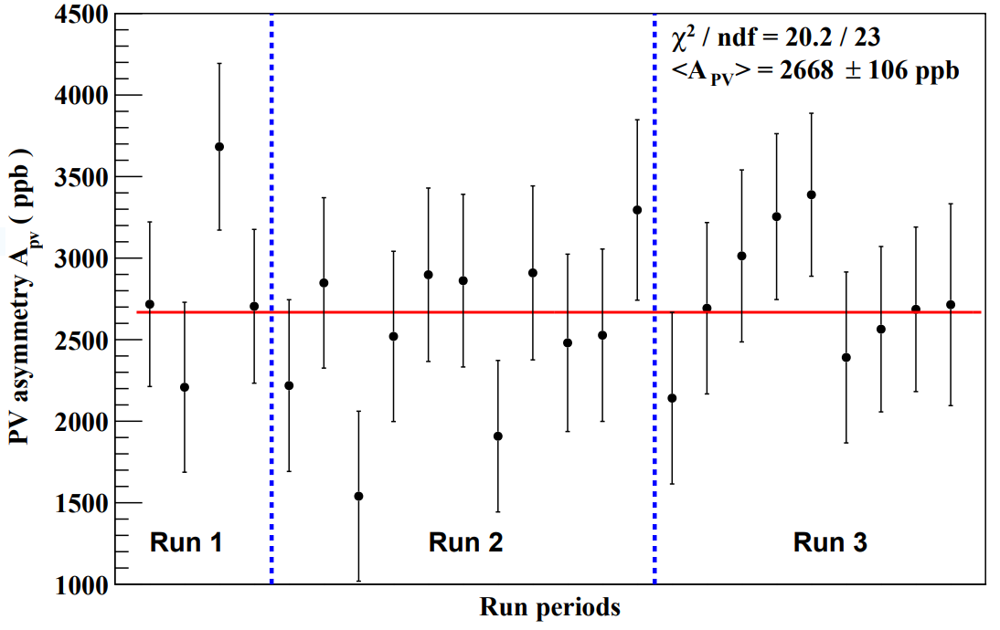 4500
4000
3500
3000
2500
2000
1500
1000
PV asymmetry A_pv ( ppb )
χ² / ndf = 20.2 / 23
<A_PV> = 2668 ± 106 ppb
Run 1
Run 2
Run 3
Run periods